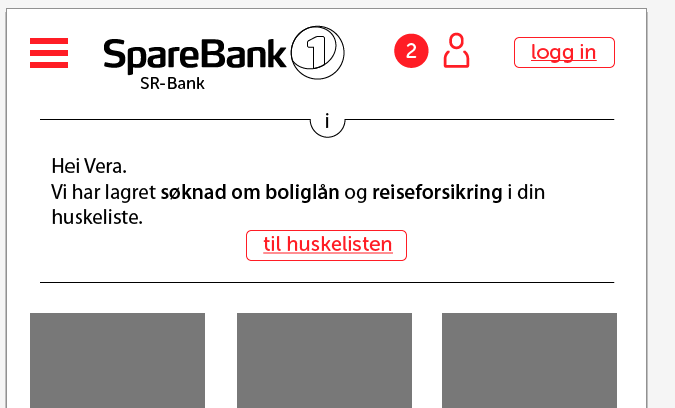 SpareBank 1
SR-Bank
2
logg in
i
Hei Vera.
Vi har lagret søknad om boliglån og reiseforsikring i din
huskeliste.
til huskelisten